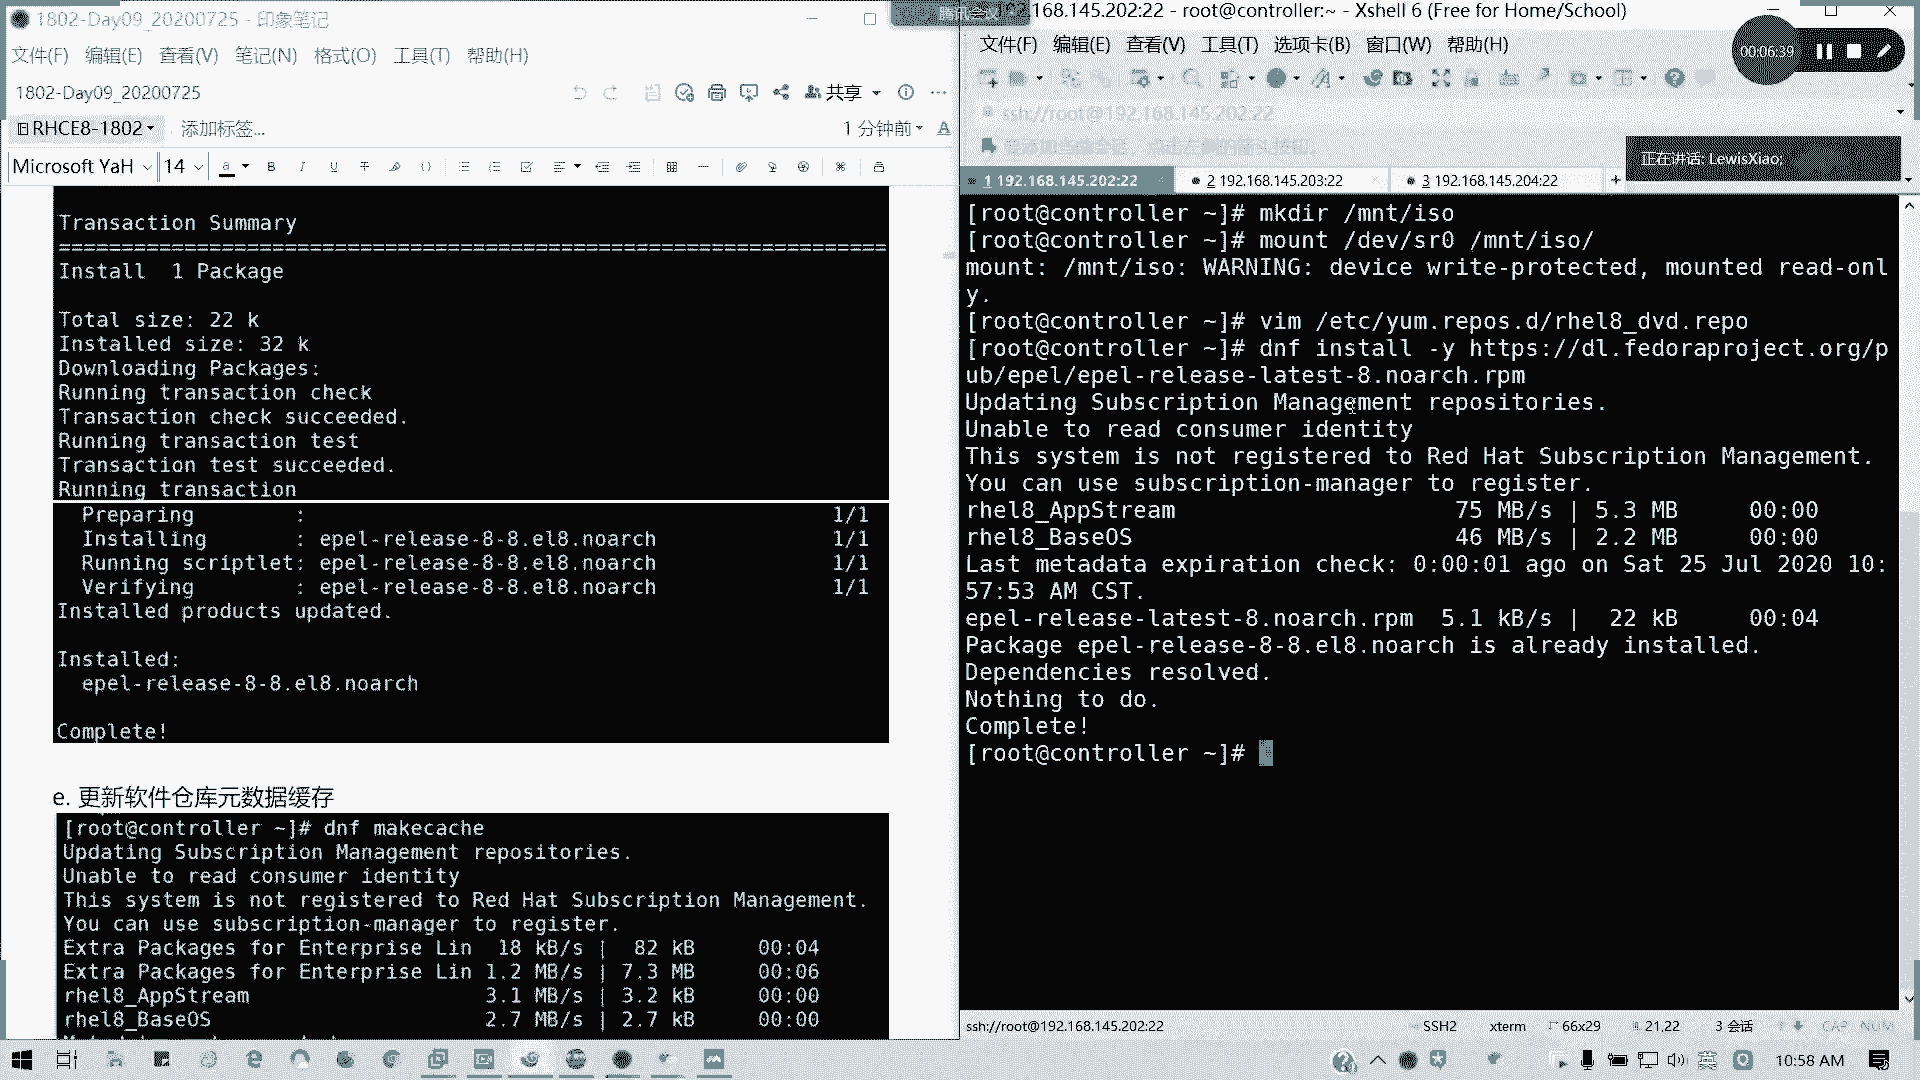 1802-Day09_20200725 - 印象笔记
文件(F) 编辑(E) 查看(V) 笔记(N) 格式(O) 工具(T) 帮助(H)
1802-Day09_20200725
共享
RHCE8-1802
添加标签...
1 分钟前
Microsoft YaH 14
Transaction Summary
================================================================
Install  1 Package
Total size: 22 k
Installed size: 32 k
Downloading Packages:
Running transaction check
Transaction check succeeded.
Running transaction test
Transaction test succeeded.
Running transaction
Preparing        :                                           1/1
Installing       : epel-release-8-8.el8.noarch               1/1
Running scriptlet: epel-release-8-8.el8.noarch               1/1
Verifying        : epel-release-8-8.el8.noarch               1/1
Installed products updated.
Installed:
epel-release-8-8.el8.noarch
Complete!
e. 更新软件仓库元数据缓存
[root@controller ~]# dnf makecache
Updating Subscription Management repositories.
Unable to read consumer identity
This system is not registered to Red Hat Subscription Management.
You can use subscription-manager to register.
Extra Packages for Enterprise Lin  18 kB/s |  82 kB     00:04
Extra Packages for Enterprise Lin 1.2 MB/s | 7.3 MB     00:06
rhel8_AppStream                   3.1 MB/s | 3.2 kB     00:00
rhel8_BaseOS                      2.7 MB/s | 2.7 kB     00:00
腾讯会议
.168.145.202:22 - root@controller:~ - Xshell 6 (Free for Home/School)
文件(F) 编辑(E) 查看(V) 工具(T) 选项卡(B) 窗口(W) 帮助(H)
00:06:39
ssh://root@192.168.145.202:22
正在讲话: LewisXiao;
1 192.168.145.202:22
2 192.168.145.203:22
3 192.168.145.204:22
[root@controller ~]# mkdir /mnt/iso
[root@controller ~]# mount /dev/sr0 /mnt/iso/
mount: /mnt/iso: WARNING: device write-protected, mounted read-onl
y.
[root@controller ~]# vim /etc/yum.repos.d/rhel8_dvd.repo
[root@controller ~]# dnf install -y https://dl.fedoraproject.org/p
ub/epel/epel-release-latest-8.noarch.rpm
Updating Subscription Management repositories.
Unable to read consumer identity
This system is not registered to Red Hat Subscription Management.
You can use subscription-manager to register.
rhel8_AppStream                    75 MB/s | 5.3 MB     00:00
rhel8_BaseOS                       46 MB/s | 2.2 MB     00:00
Last metadata expiration check: 0:00:01 ago on Sat 25 Jul 2020 10:
57:53 AM CST.
epel-release-latest-8.noarch.rpm  5.1 kB/s |  22 kB     00:04
Package epel-release-8-8.el8.noarch is already installed.
Dependencies resolved.
Nothing to do.
Complete!
[root@controller ~]#
ssh://root@192.168.145.202:22
SSH2 xterm 66x29 21,22 3 会话 CAP NUM
英
10:58 AM